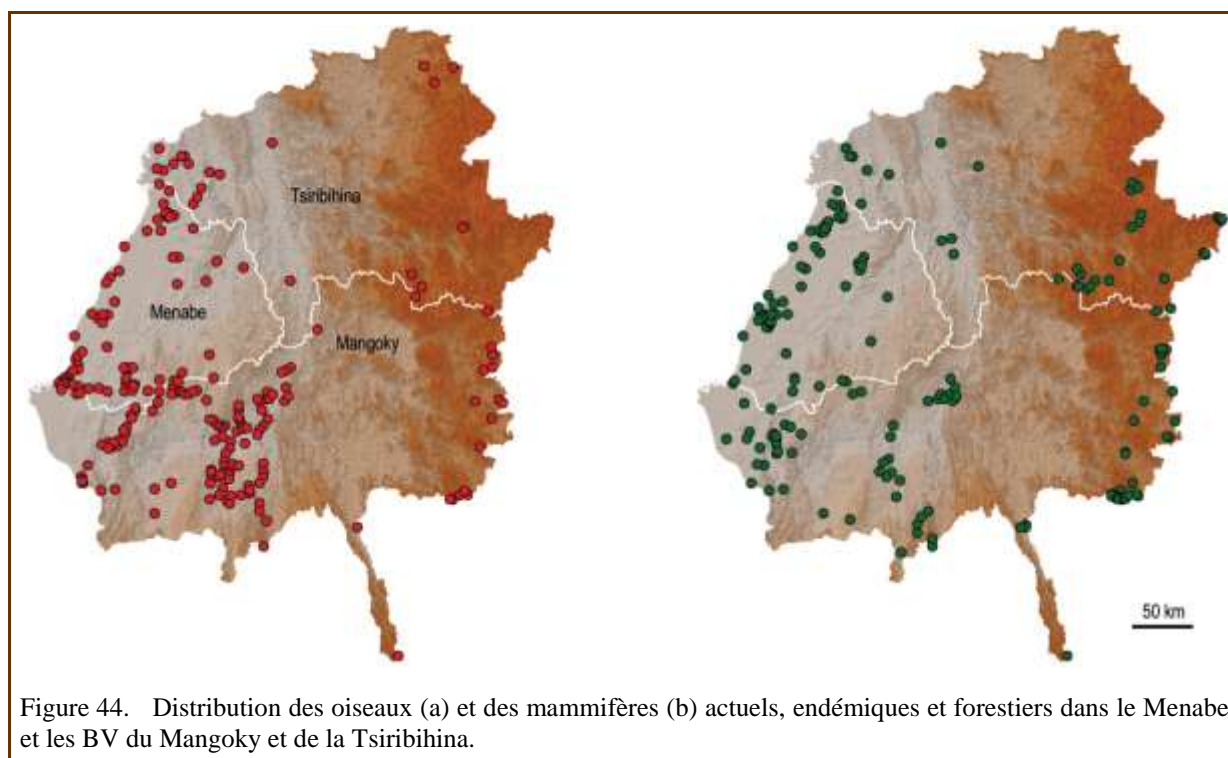 Tsiribihina
Menabe
Mangoky
50 km
Figure 44. Distribution des oiseaux (a) et des mammifères (b) actuels, endémiques et forestiers dans le Menabe
et les BV du Mangoky et de la Tsiribihina.